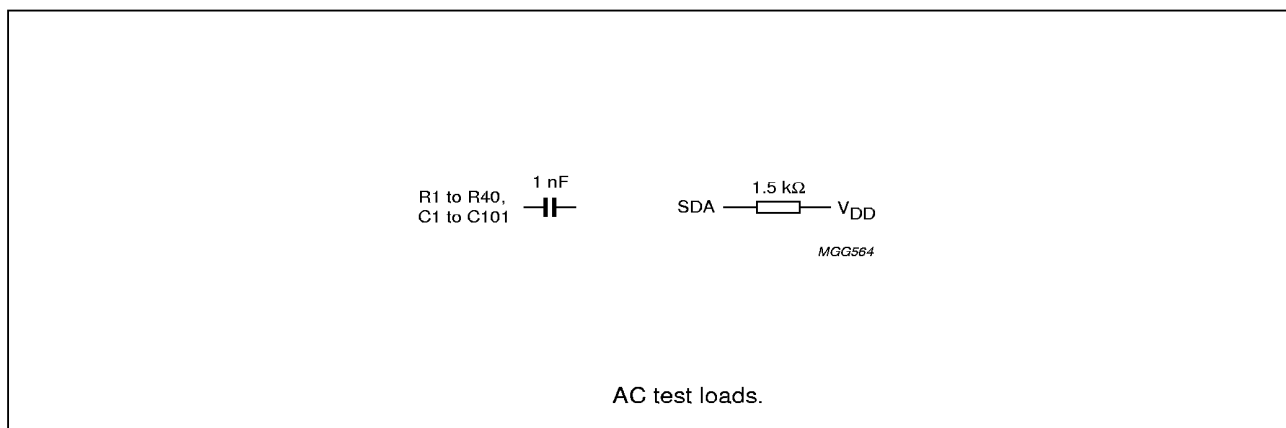 R1 to R40,
C1 to C101
1 nF
SDA
1.5 kΩ
VDD
MGG564
AC test loads.